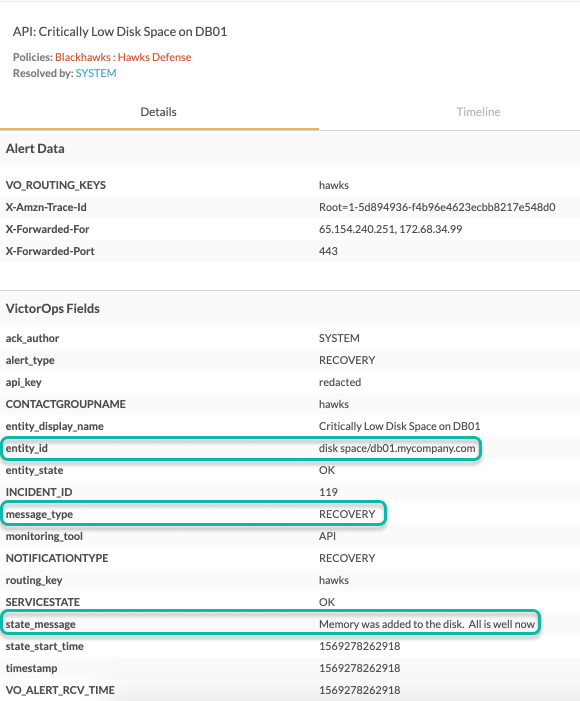 API: Critically Low Disk Space on DB01
Policies: Blackhawks : Hawks Defense
Resolved by: SYSTEM
Details Timeline
Alert Data
VO_ROUTING_KEYS hawks
X-Amzn-Trace-Id Root=1-5d894936-f4b96e4623ecbb8217e548d0
X-Forwarded-For 65.154.240.251, 172.68.34.99
X-Forwarded-Port 443
VictorOps Fields
ack_author SYSTEM
alert_type RECOVERY
api_key redacted
CONTACTGROUPNAME hawks
entity_display_name Critically Low Disk Space on DB01
entity_id disk space/db01.mycompany.com
entity_state OK
INCIDENT_ID 119
message_type RECOVERY
monitoring_tool API
NOTIFICATIONTYPE RECOVERY
routing_key hawks
SERVICESTATE OK
state_message Memory was added to the disk. All is well now
state_start_time 1569278262918
timestamp 1569278262918
VO_ALERT_RCV_TIME 1569278262918